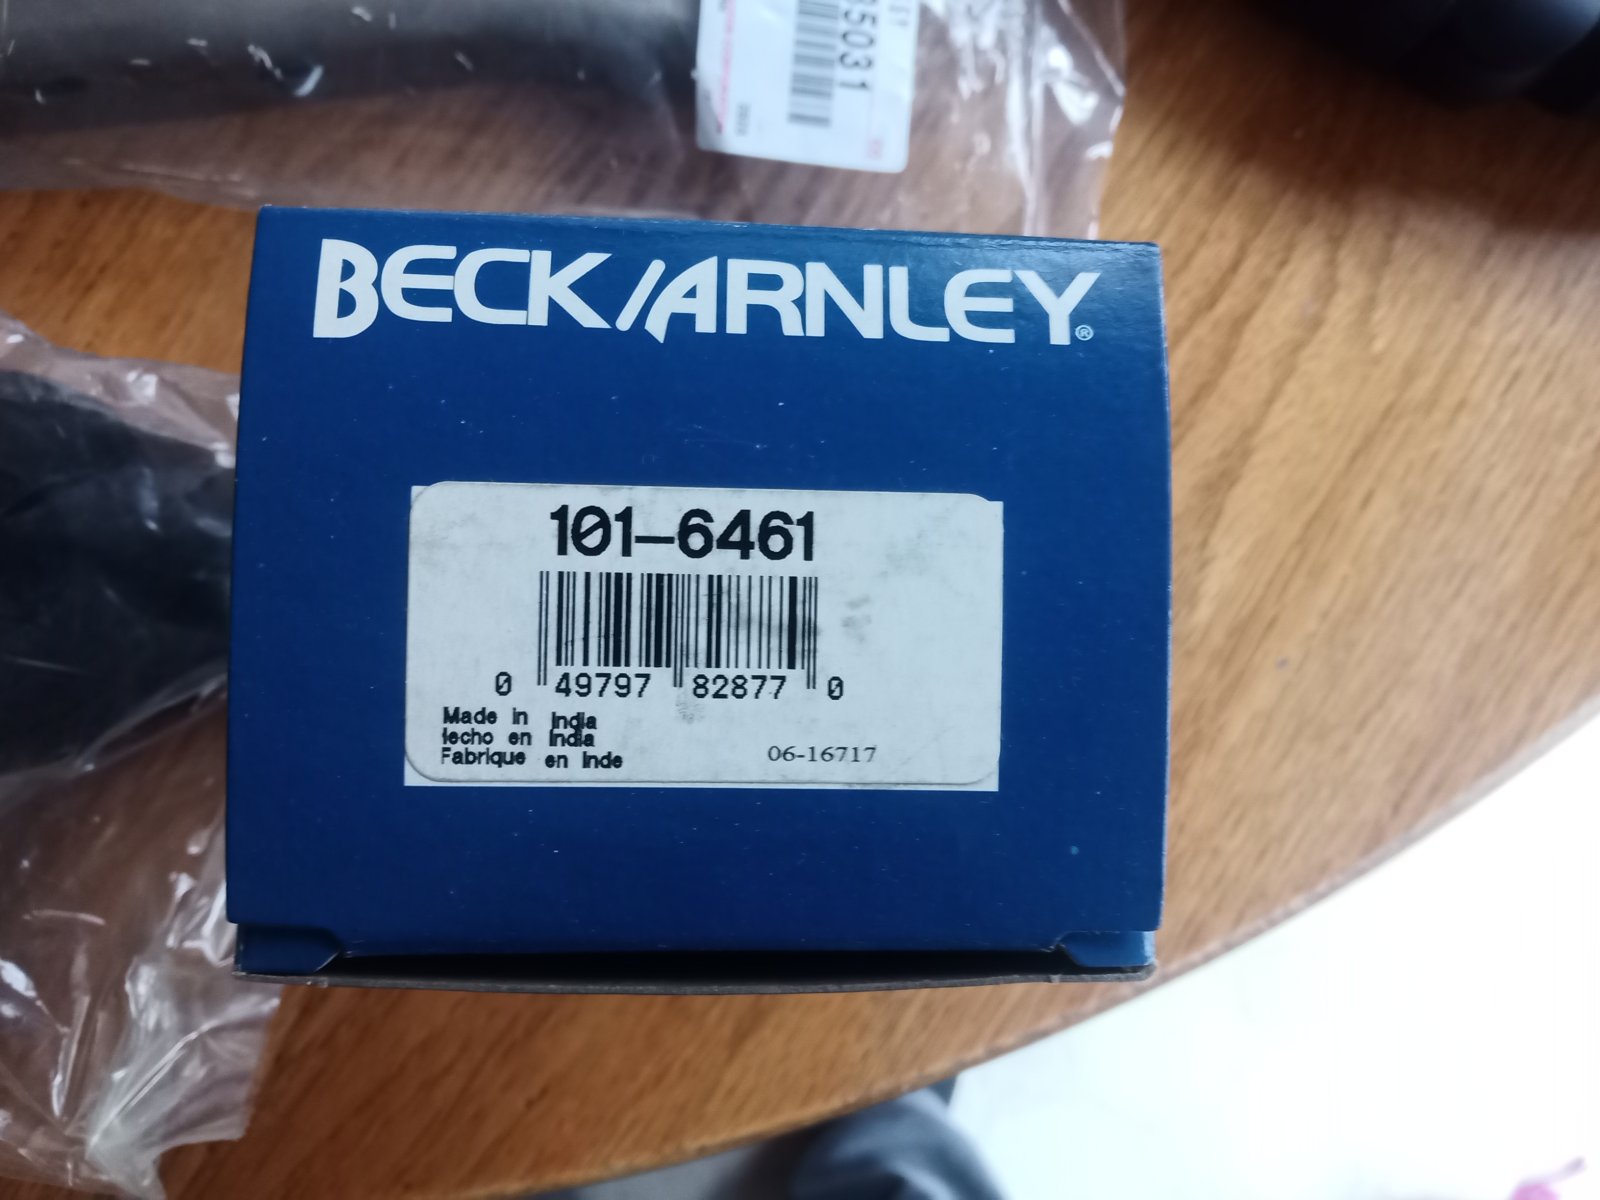 35031
BECK/ARNLEY®
101-6461
0 49797 82877 0
Made in India
Hecho en India
Fabrique en Inde
06-16717